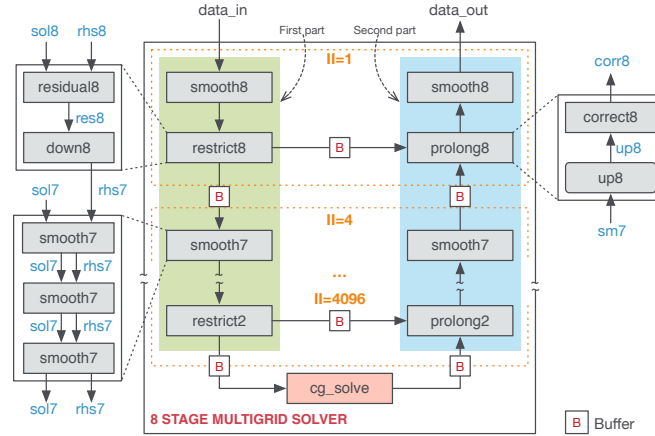 data_in
data_out
sol8
rhs8
First part
Second part
II=1
residual8
smooth8
smooth8
corr8
res8
correct8
down8
restrict8
B
prolong8
up8
up8
sol7
rhs7
B
B
II=4
sm7
smooth7
smooth7
smooth7
sol7
rhs7
...
smooth7
II=4096
sol7
rhs7
restrict2
B
prolong2
smooth7
B
B
cg_solve
sol7
rhs7
8 STAGE MULTIGRID SOLVER
B
Buffer